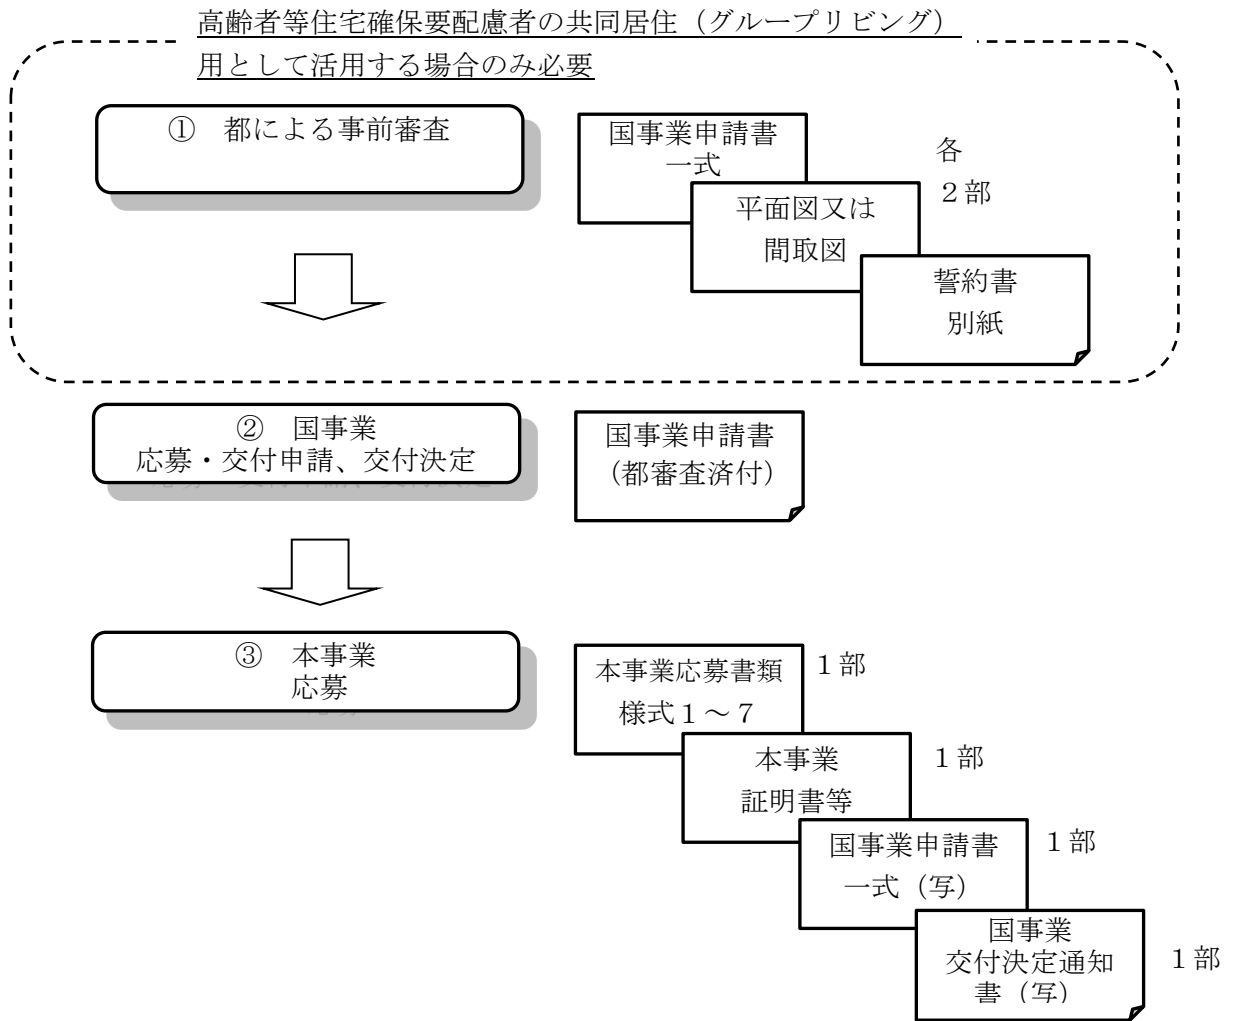 高齢者等住宅確保要配慮者の共同居住（グループリビング）
用として活用する場合のみ必要
①　都による事前審査
国事業申請書
一式
各
２部
平面図又は
間取図
誓約書
別紙
②　国事業
応募・交付申請、交付決定
国事業申請書
（都審査済付）
③　本事業
応募
本事業応募書類
様式１～７
１部
本事業
証明書等
１部
国事業申請書
一式（写）
１部
国事業
交付決定通知
書（写）
１部